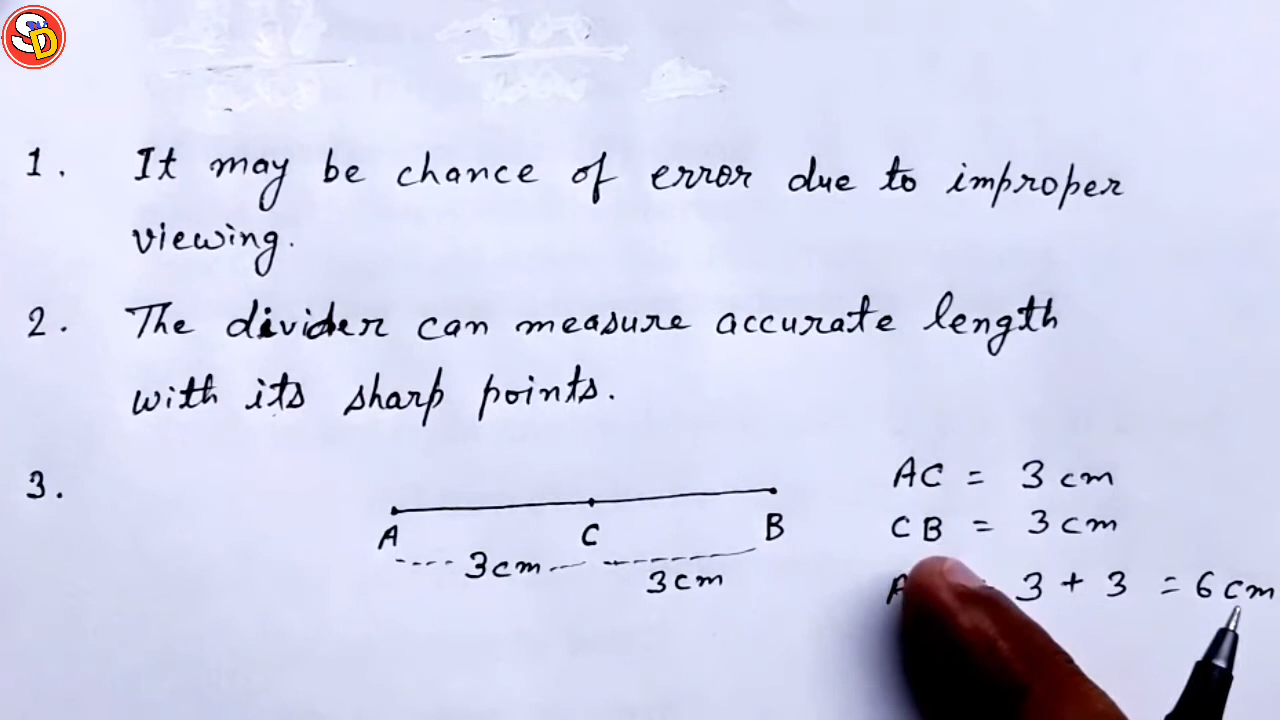 SD
1. It may be chance of error due to improper
viewing.
2. The divider can measure accurate length
with its sharp points.
3.
A C B
3cm 3cm
AC = 3 cm
CB = 3 cm
A = 3 + 3 = 6 cm